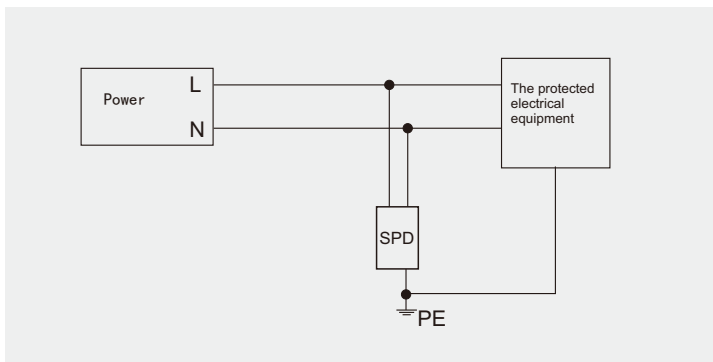 Power
L
N
The protected
electrical
equipment
SPD
PE